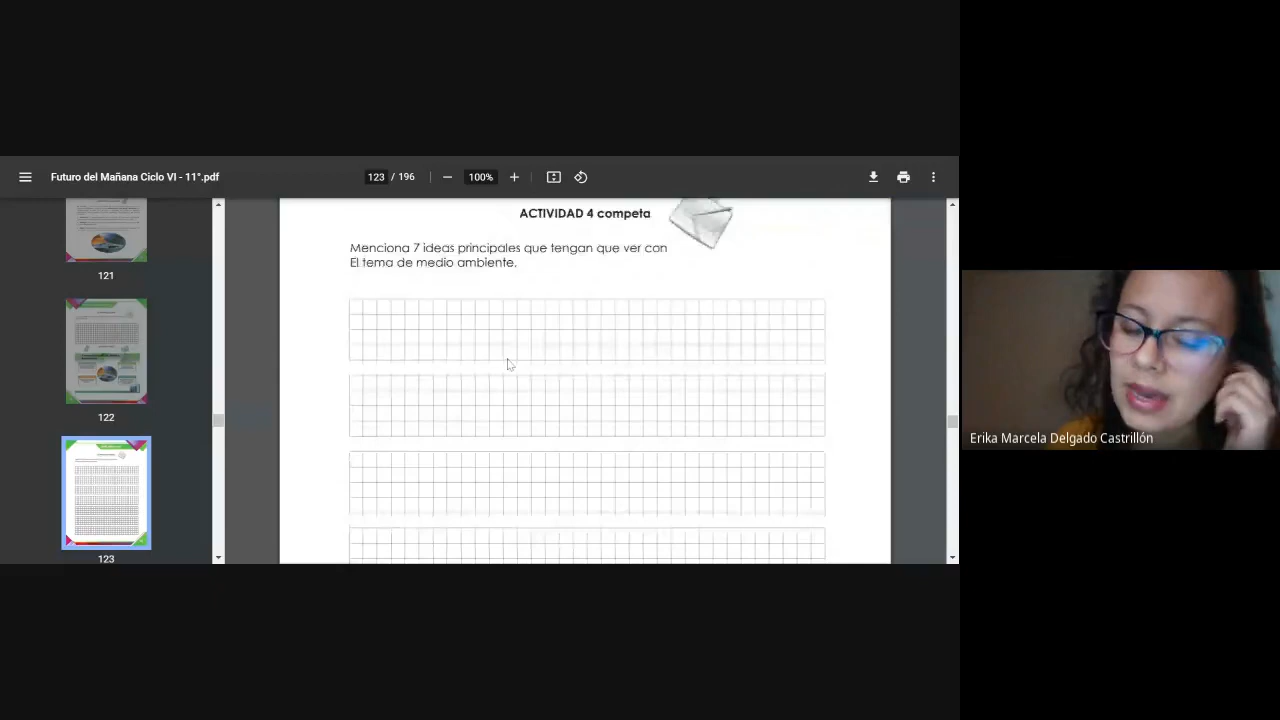 Futuro del Mañana Ciclo VI - 11°.pdf
123 / 196
100%
ACTIVIDAD 4 competa
Menciona 7 ideas principales que tengan que ver con
El tema de medio ambiente.
121
122
123
Erika Marcela Delgado Castrillón